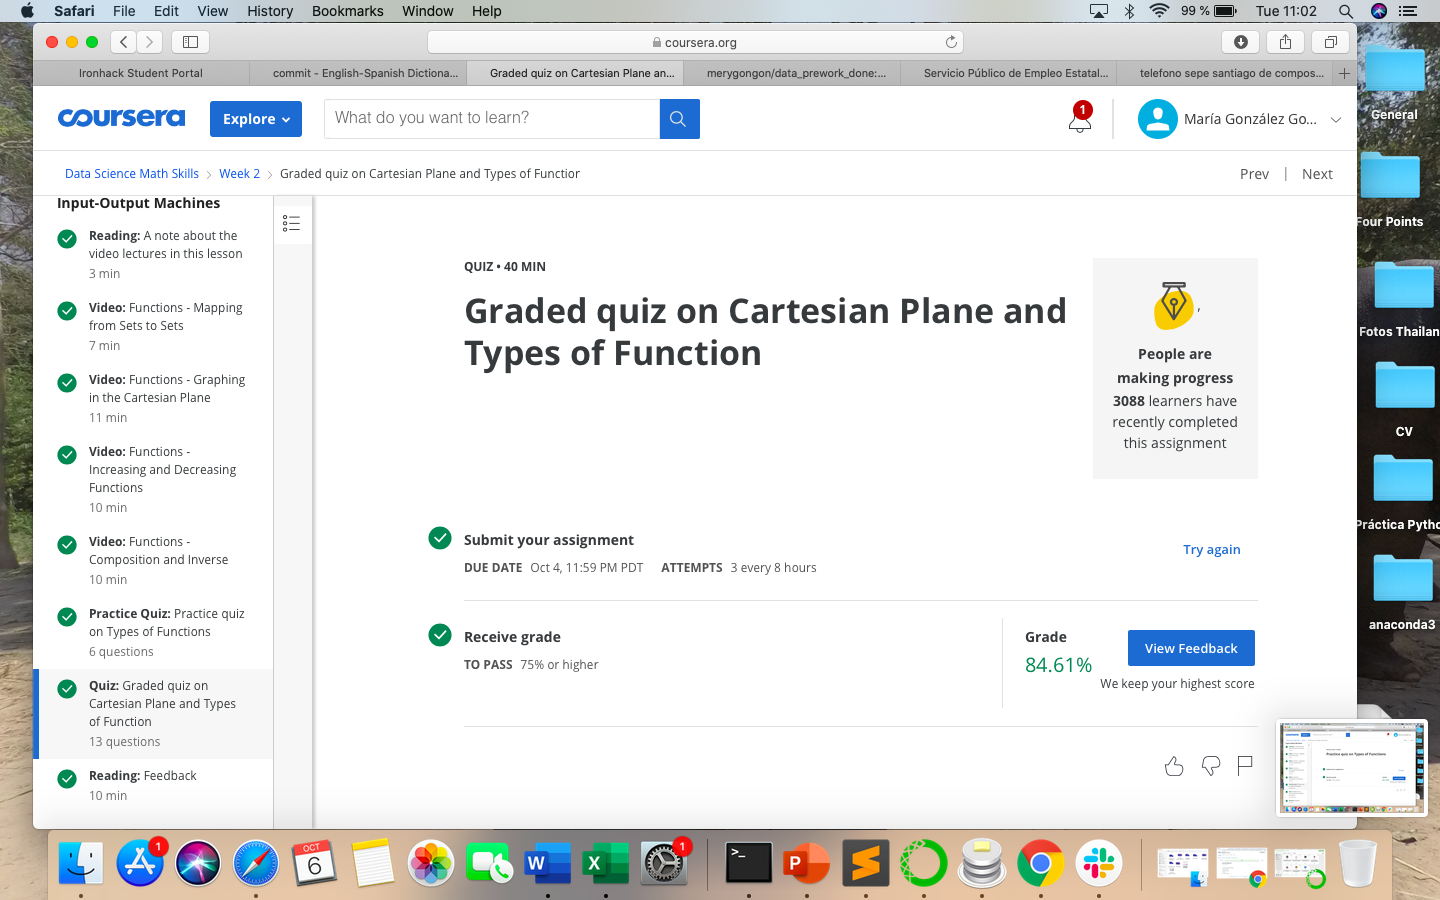 Safari File Edit View History Bookmarks Window Help 99 % Tue 11:02
coursera.org
Ironhack Student Portal
commit - English-Spanish Dictiona...
Graded quiz on Cartesian Plane an...
merygongon/data_prework_done:...
Servicio Público de Empleo Estatal...
telefono sepe santiago de compos...
coursera
Explore
What do you want to learn?
1
María González Go...
Data Science Math Skills
Week 2
Graded quiz on Cartesian Plane and Types of Functior
Prev | Next
Input-Output Machines
Reading: A note about the
video lectures in this lesson
3 min
Video: Functions - Mapping
from Sets to Sets
7 min
Video: Functions - Graphing
in the Cartesian Plane
11 min
Video: Functions -
Increasing and Decreasing
Functions
10 min
Video: Functions -
Composition and Inverse
10 min
Practice Quiz: Practice quiz
on Types of Functions
6 questions
Quiz: Graded quiz on
Cartesian Plane and Types
of Function
13 questions
Reading: Feedback
10 min
QUIZ • 40 MIN
Graded quiz on Cartesian Plane and
Types of Function
People are
making progress
3088 learners have
recently completed
this assignment
Submit your assignment
DUE DATE Oct 4, 11:59 PM PDT ATTEMPTS 3 every 8 hours
Try again
Receive grade
TO PASS 75% or higher
Grade
84.61%
View Feedback
We keep your highest score
General
Four Points
Fotos Thailan
CV
Práctica Pytho
anaconda3
coursera
Practice quiz on Types of Functions
1
OCT
6
W
X
1
>_
P